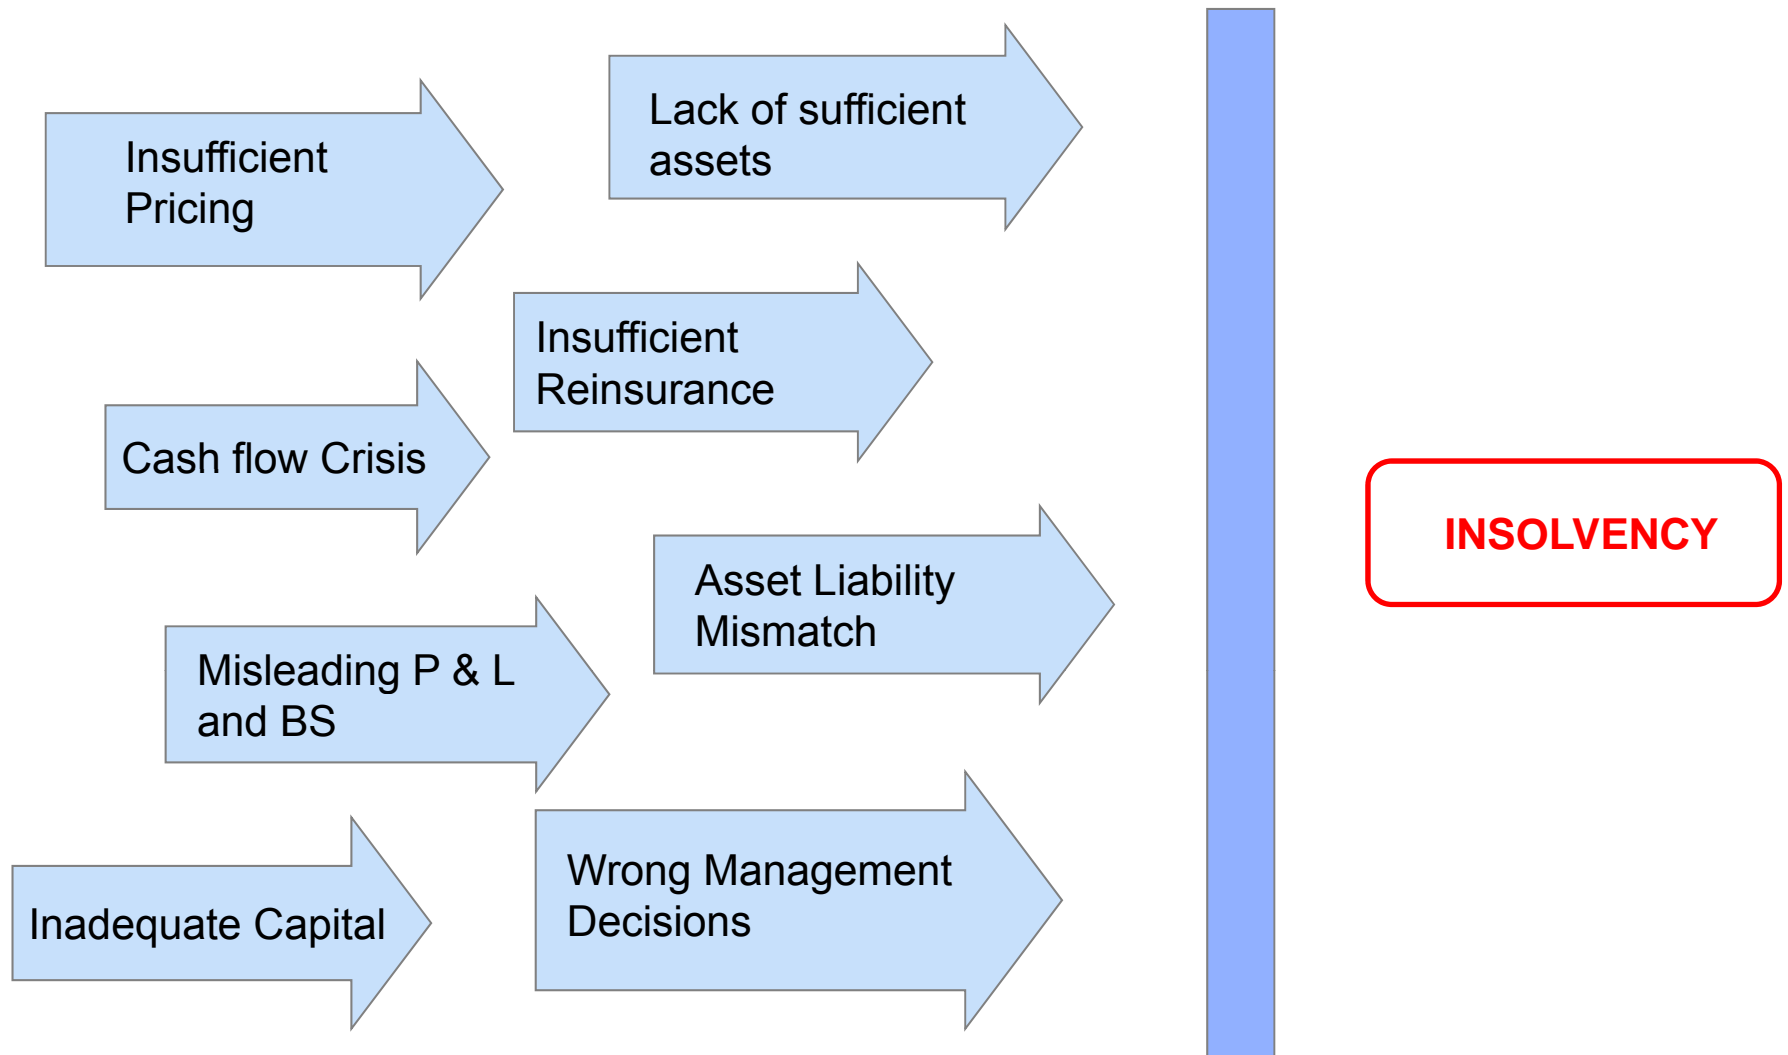 Insufficient
Pricing
Lack of sufficient
assets
Insufficient
Reinsurance
Cash flow Crisis
Asset Liability
Mismatch
Misleading P & L
and BS
Wrong Management
Decisions
Inadequate Capital
INSOLVENCY